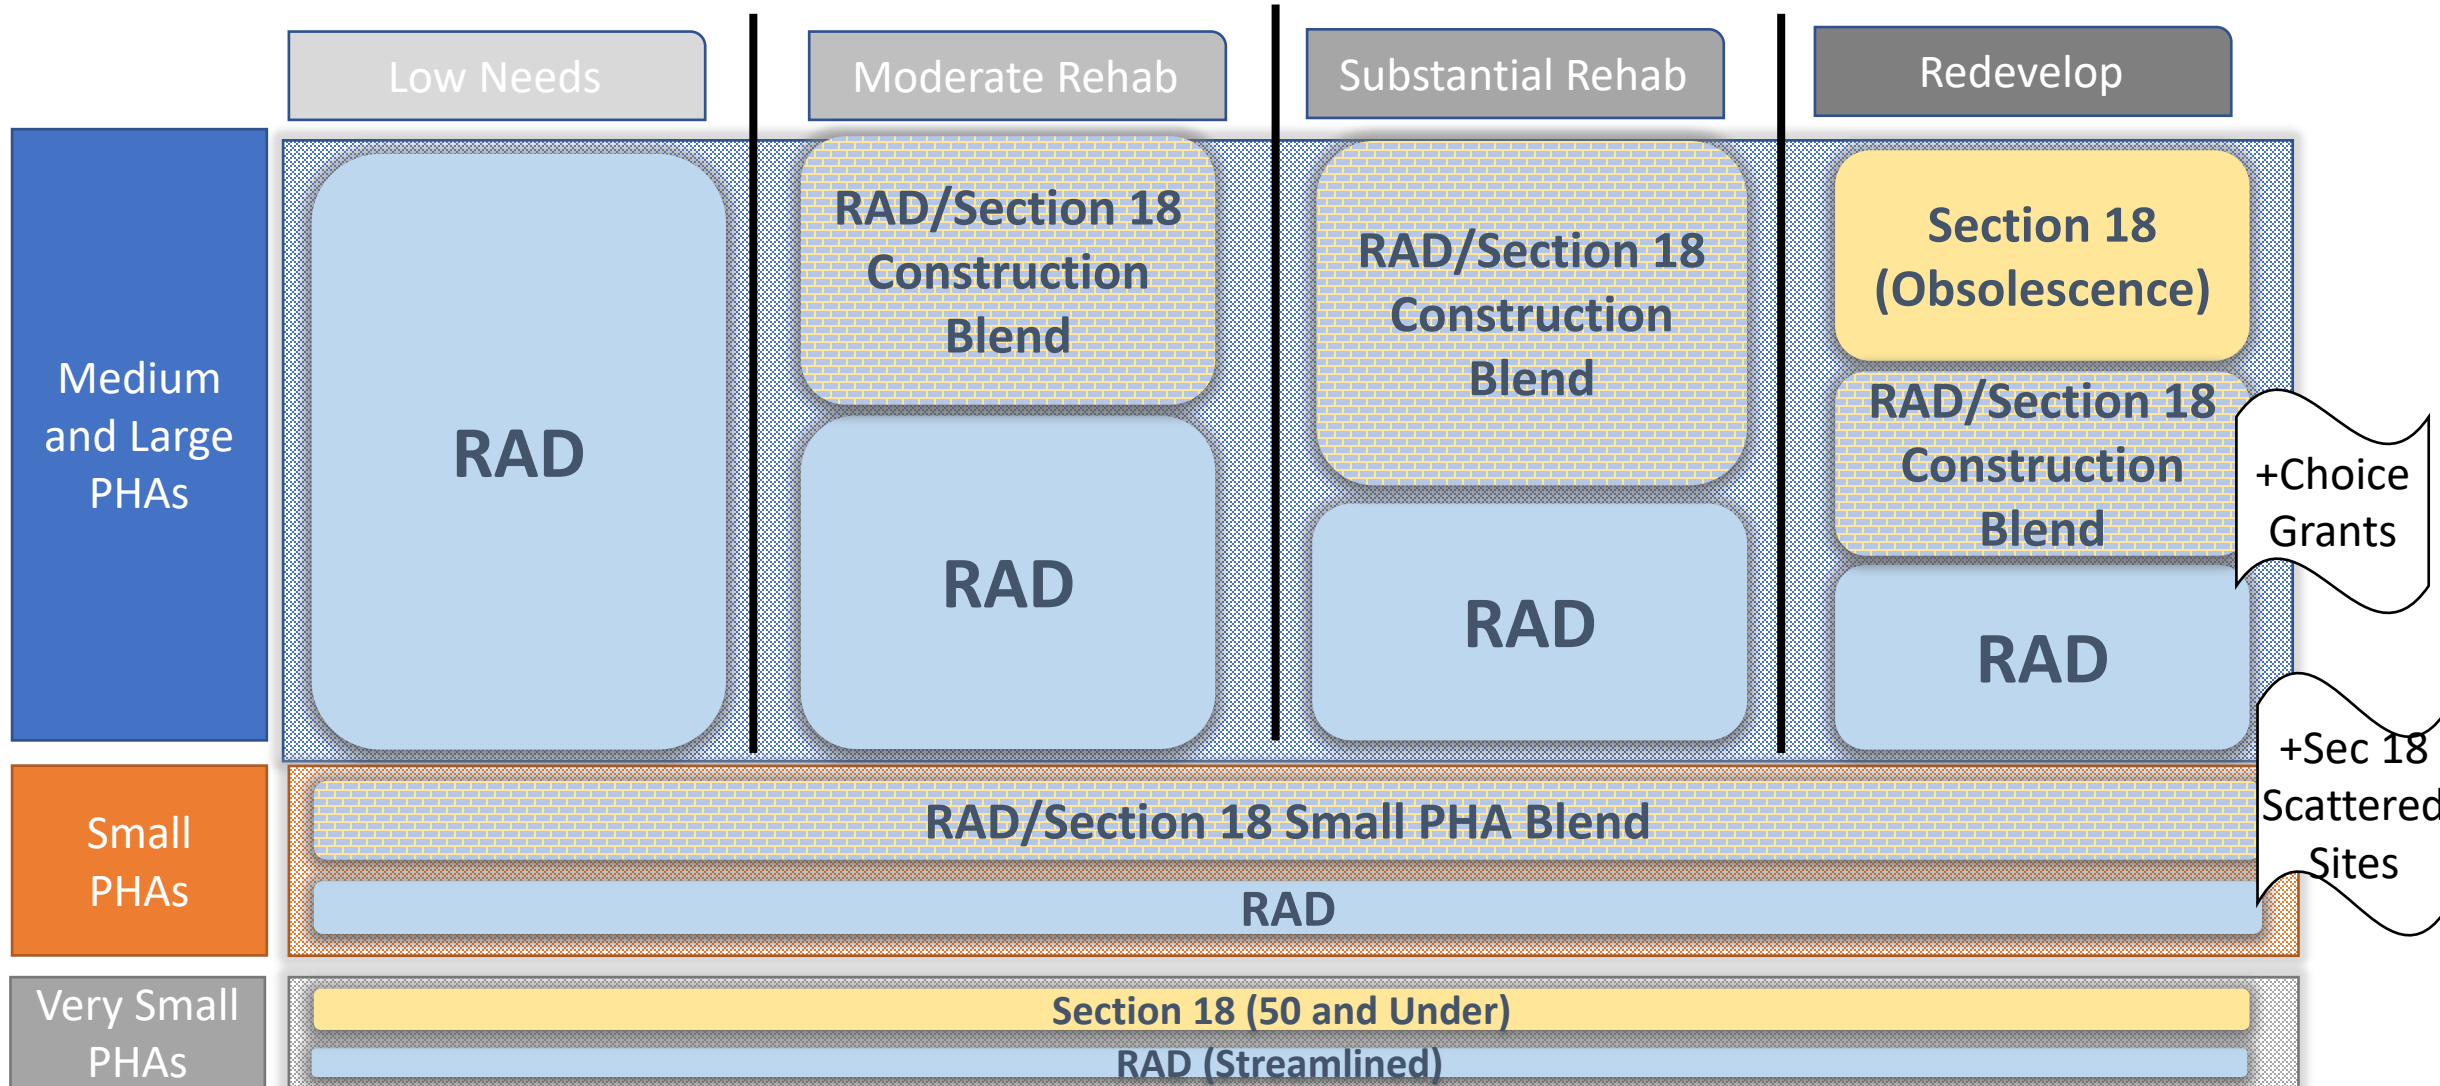 Low Needs
Moderate Rehab
Substantial Rehab
Redevelop
Medium
and Large
PHAs
RAD
RAD/Section 18
Construction
Blend
RAD
RAD/Section 18
Construction
Blend
RAD
Section 18
(Obsolescence)
RAD/Section 18
Construction
Blend
RAD
+Choice
Grants
+Sec 18
Scattered
Sites
Small
PHAs
RAD/Section 18 Small PHA Blend
RAD
Very Small
PHAs
Section 18 (50 and Under)
RAD (Streamlined)